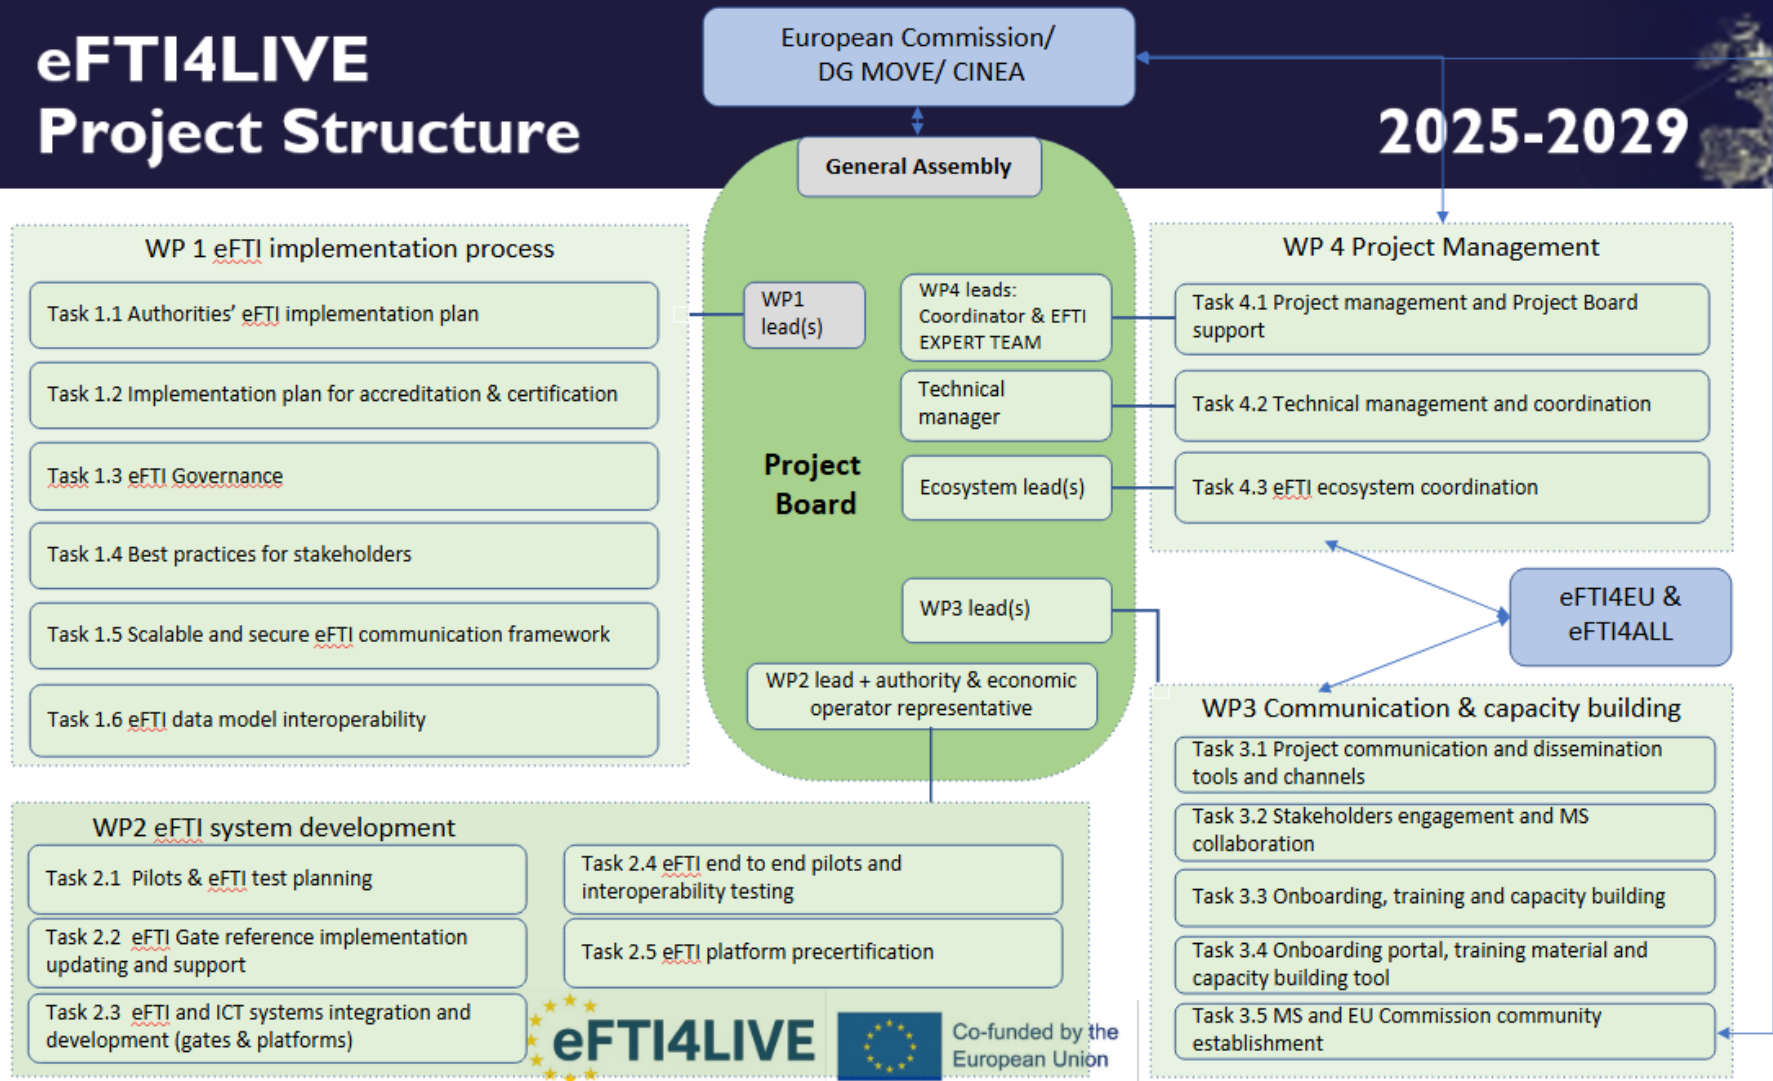 eFTI4LIVE
Project Structure
European Commission/
DG MOVE/ CINEA
2025-2029
General Assembly
WP 1 eFTI implementation process
Task 1.1 Authorities’ eFTI implementation plan
Task 1.2 Implementation plan for accreditation & certification
Task 1.3 eFTI Governance
Task 1.4 Best practices for stakeholders
Task 1.5 Scalable and secure eFTI communication framework
Task 1.6 eFTI data model interoperability
WP1
lead(s)
WP4 leads:
Coordinator & EFTI
EXPERT TEAM
Technical
manager
Project
Board
Ecosystem lead(s)
WP3 lead(s)
WP2 lead + authority & economic
operator representative
WP 4 Project Management
Task 4.1 Project management and Project Board
support
Task 4.2 Technical management and coordination
Task 4.3 eFTI ecosystem coordination
eFTI4EU &
eFTI4ALL
WP3 Communication & capacity building
Task 3.1 Project communication and dissemination
tools and channels
Task 3.2 Stakeholders engagement and MS
collaboration
Task 3.3 Onboarding, training and capacity building
Task 3.4 Onboarding portal, training material and
capacity building tool
Task 3.5 MS and EU Commission community
establishment
WP2 eFTI system development
Task 2.1 Pilots & eFTI test planning
Task 2.2 eFTI Gate reference implementation
updating and support
Task 2.3 eFTI and ICT systems integration and
development (gates & platforms)
Task 2.4 eFTI end to end pilots and
interoperability testing
Task 2.5 eFTI platform precertification
eFTI4LIVE
Co-funded by the
European Union